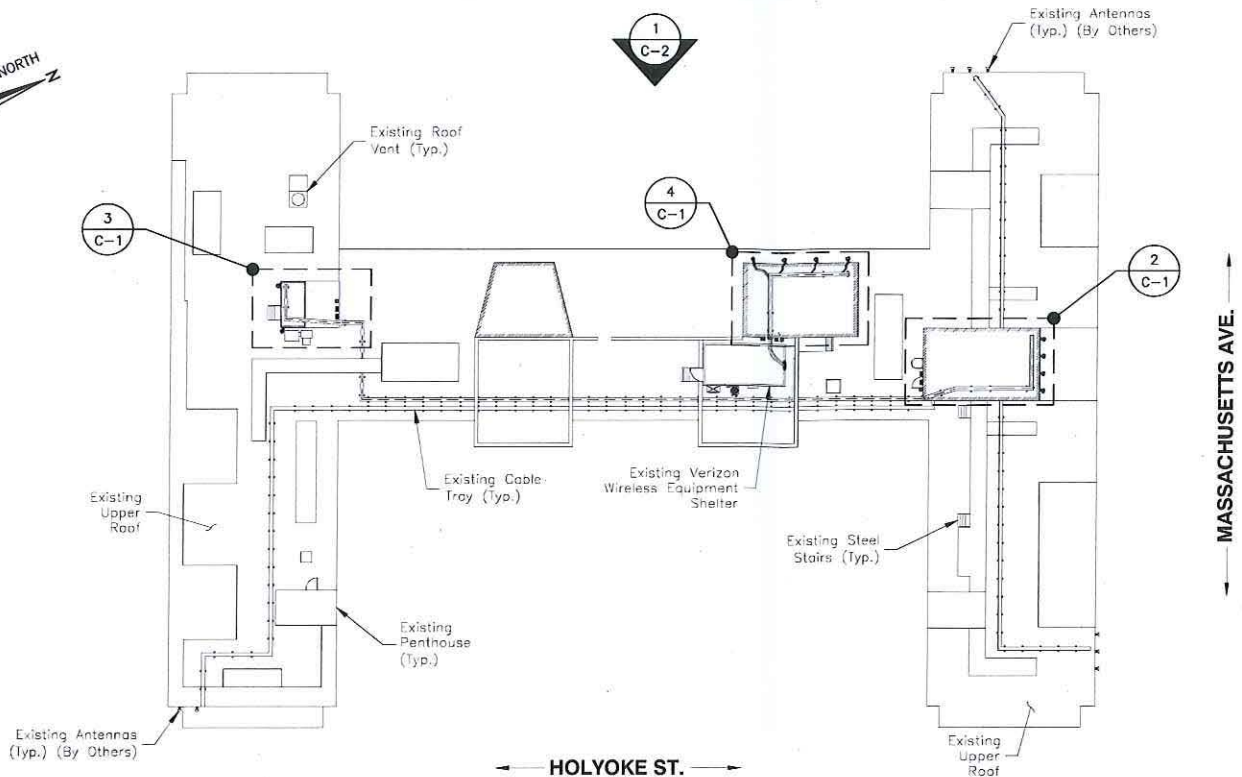 NORTH
N
1
C-2
Existing Antennas
(Typ.) (By Others)
Existing Roof
Vent (Typ.)
3
C-1
4
C-1
2
C-1
MASSACHUSETTS AVE.
Existing Cable
Tray (Typ.)
Existing Verizon
Wireless Equipment
Shelter
Existing
Upper
Roof
Existing Steel
Stairs (Typ.)
Existing
Penthouse
(Typ.)
Existing Antennas
(Typ.) (By Others)
HOLYOKE ST.
Existing
Upper
Roof